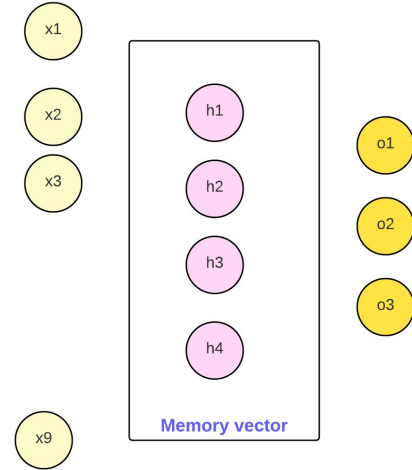 x1
x2
x3
x9
h1
h2
h3
h4
Memory vector
o1
o2
o3